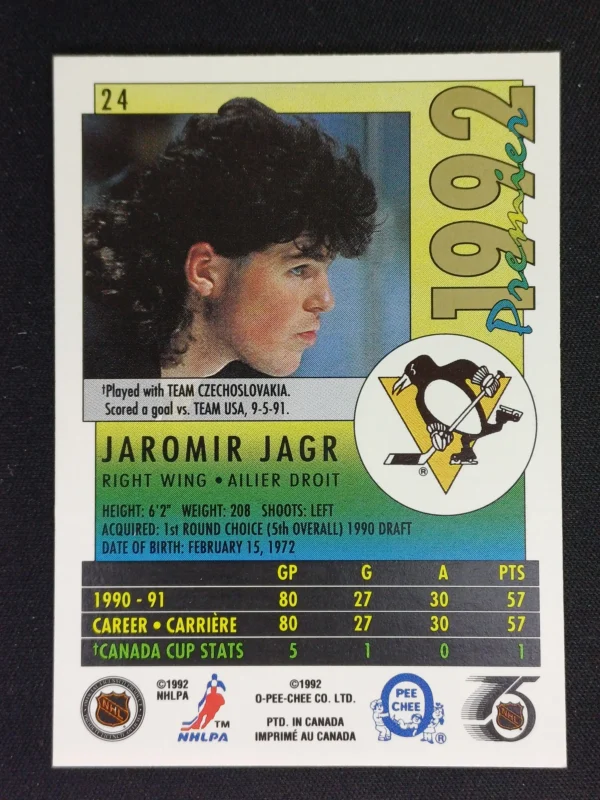 24
1992
Premier
†Played with TEAM CZECHOSLOVAKIA.
Scored a goal vs. TEAM USA, 9-5-91.
®
JAROMIR JAGR
RIGHT WING • AILIER DROIT
HEIGHT: 6'2" WEIGHT: 208 SHOOTS: LEFT
ACQUIRED: 1st ROUND CHOICE (5th OVERALL) 1990 DRAFT
DATE OF BIRTH: FEBRUARY 15, 1972
GP G A PTS
1990 - 91 80 27 30 57
CAREER • CARRIÈRE 80 27 30 57
†CANADA CUP STATS 5 1 0 1
NHL
©1992
NHLPA
TM
NHLPA
©1992
O-PEE-CHEE CO. LTD.
PTD. IN CANADA
IMPRIMÉ AU CANADA
O
PEE
CHEE
®
75
NHL